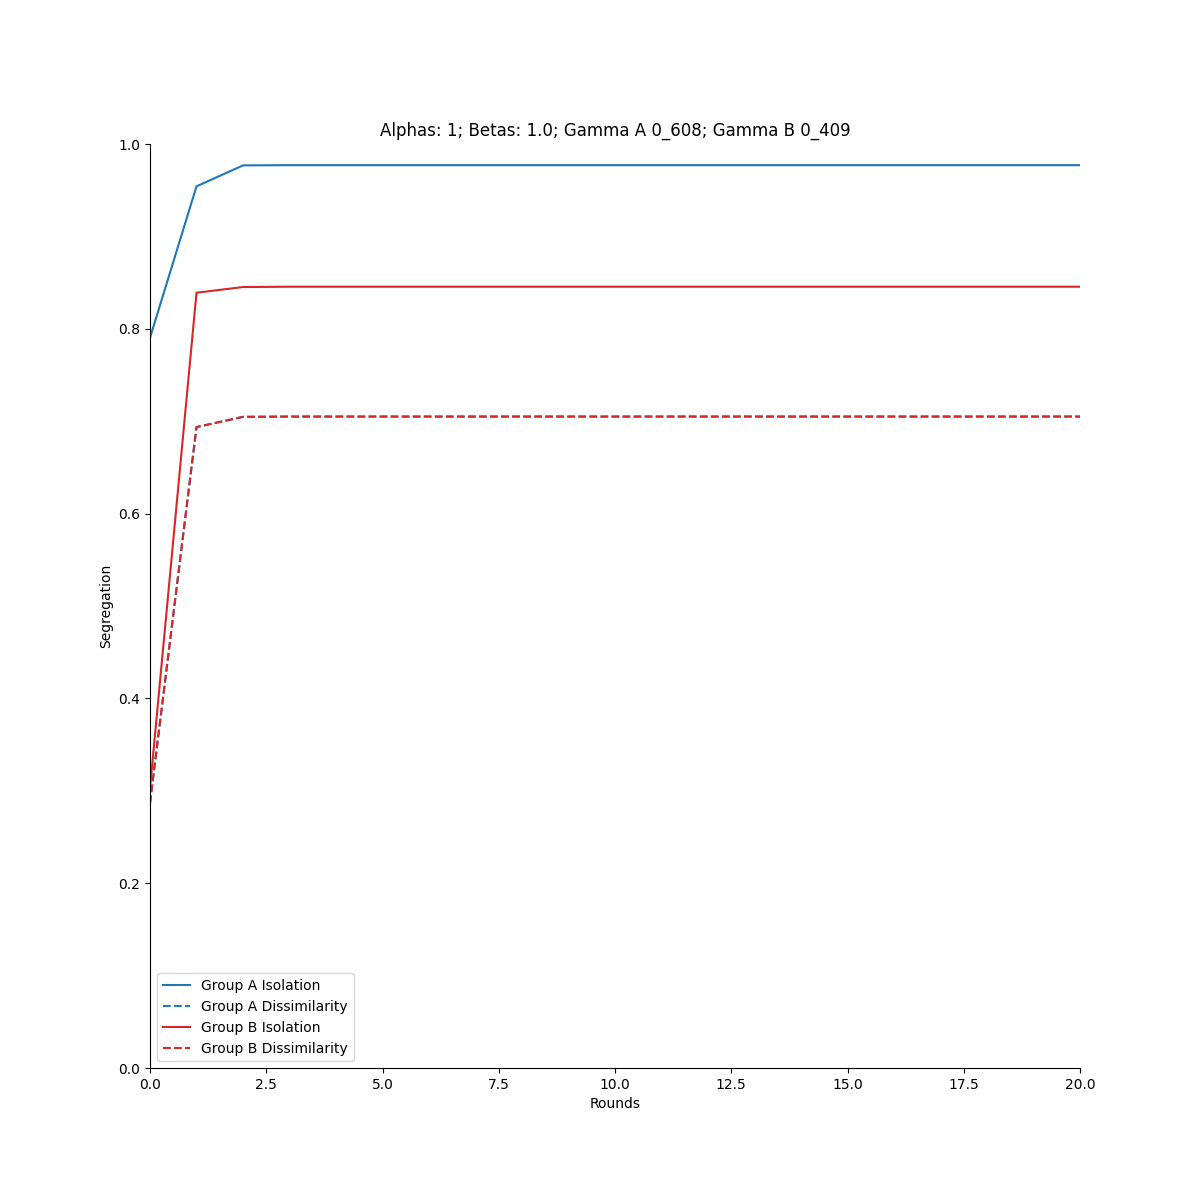 Alphas: 1; Betas: 1.0; Gamma A 0_608; Gamma B 0_409
1.0
0.8
0.6
0.4
0.2
0.0
Segregation
Group A Isolation
Group A Dissimilarity
Group B Isolation
Group B Dissimilarity
0.0 2.5 5.0 7.5 10.0 12.5 15.0 17.5 20.0
Rounds